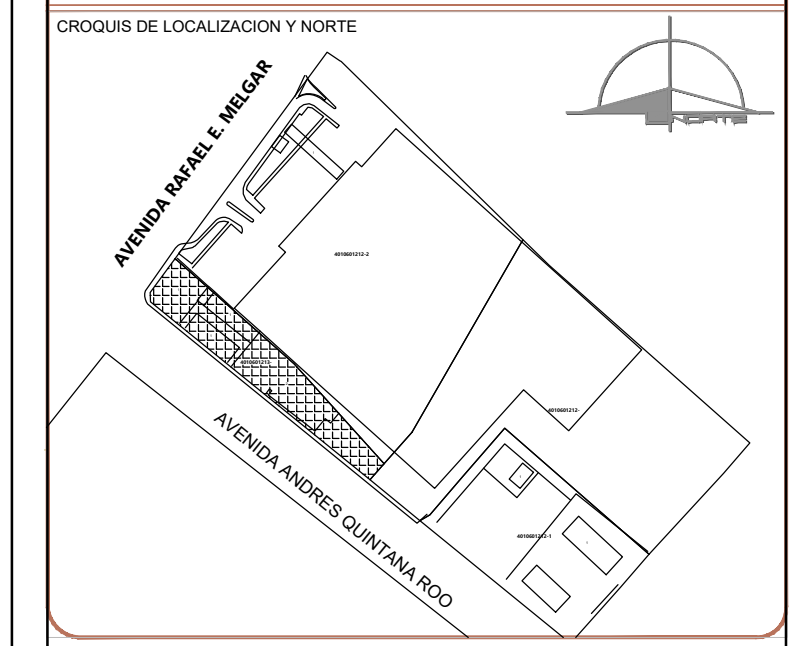 CROQUIS DE LOCALIZACION Y NORTE
NORTE
AVENIDA RAFAEL E. MELGAR
4010601212-2
4010601213-
4010601212-
AVENIDA ANDRES QUINTANA ROO
4010601212-1